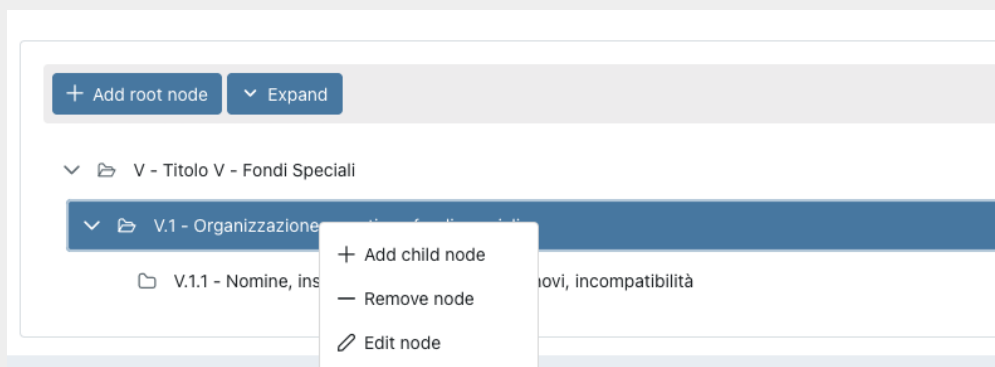 Add root node
Expand
V - Titolo V - Fondi Speciali
V.1 - Organizzazione
Add child node
V.1.1 - Nomine, ins ovi, incompatibilità
Remove node
Edit node